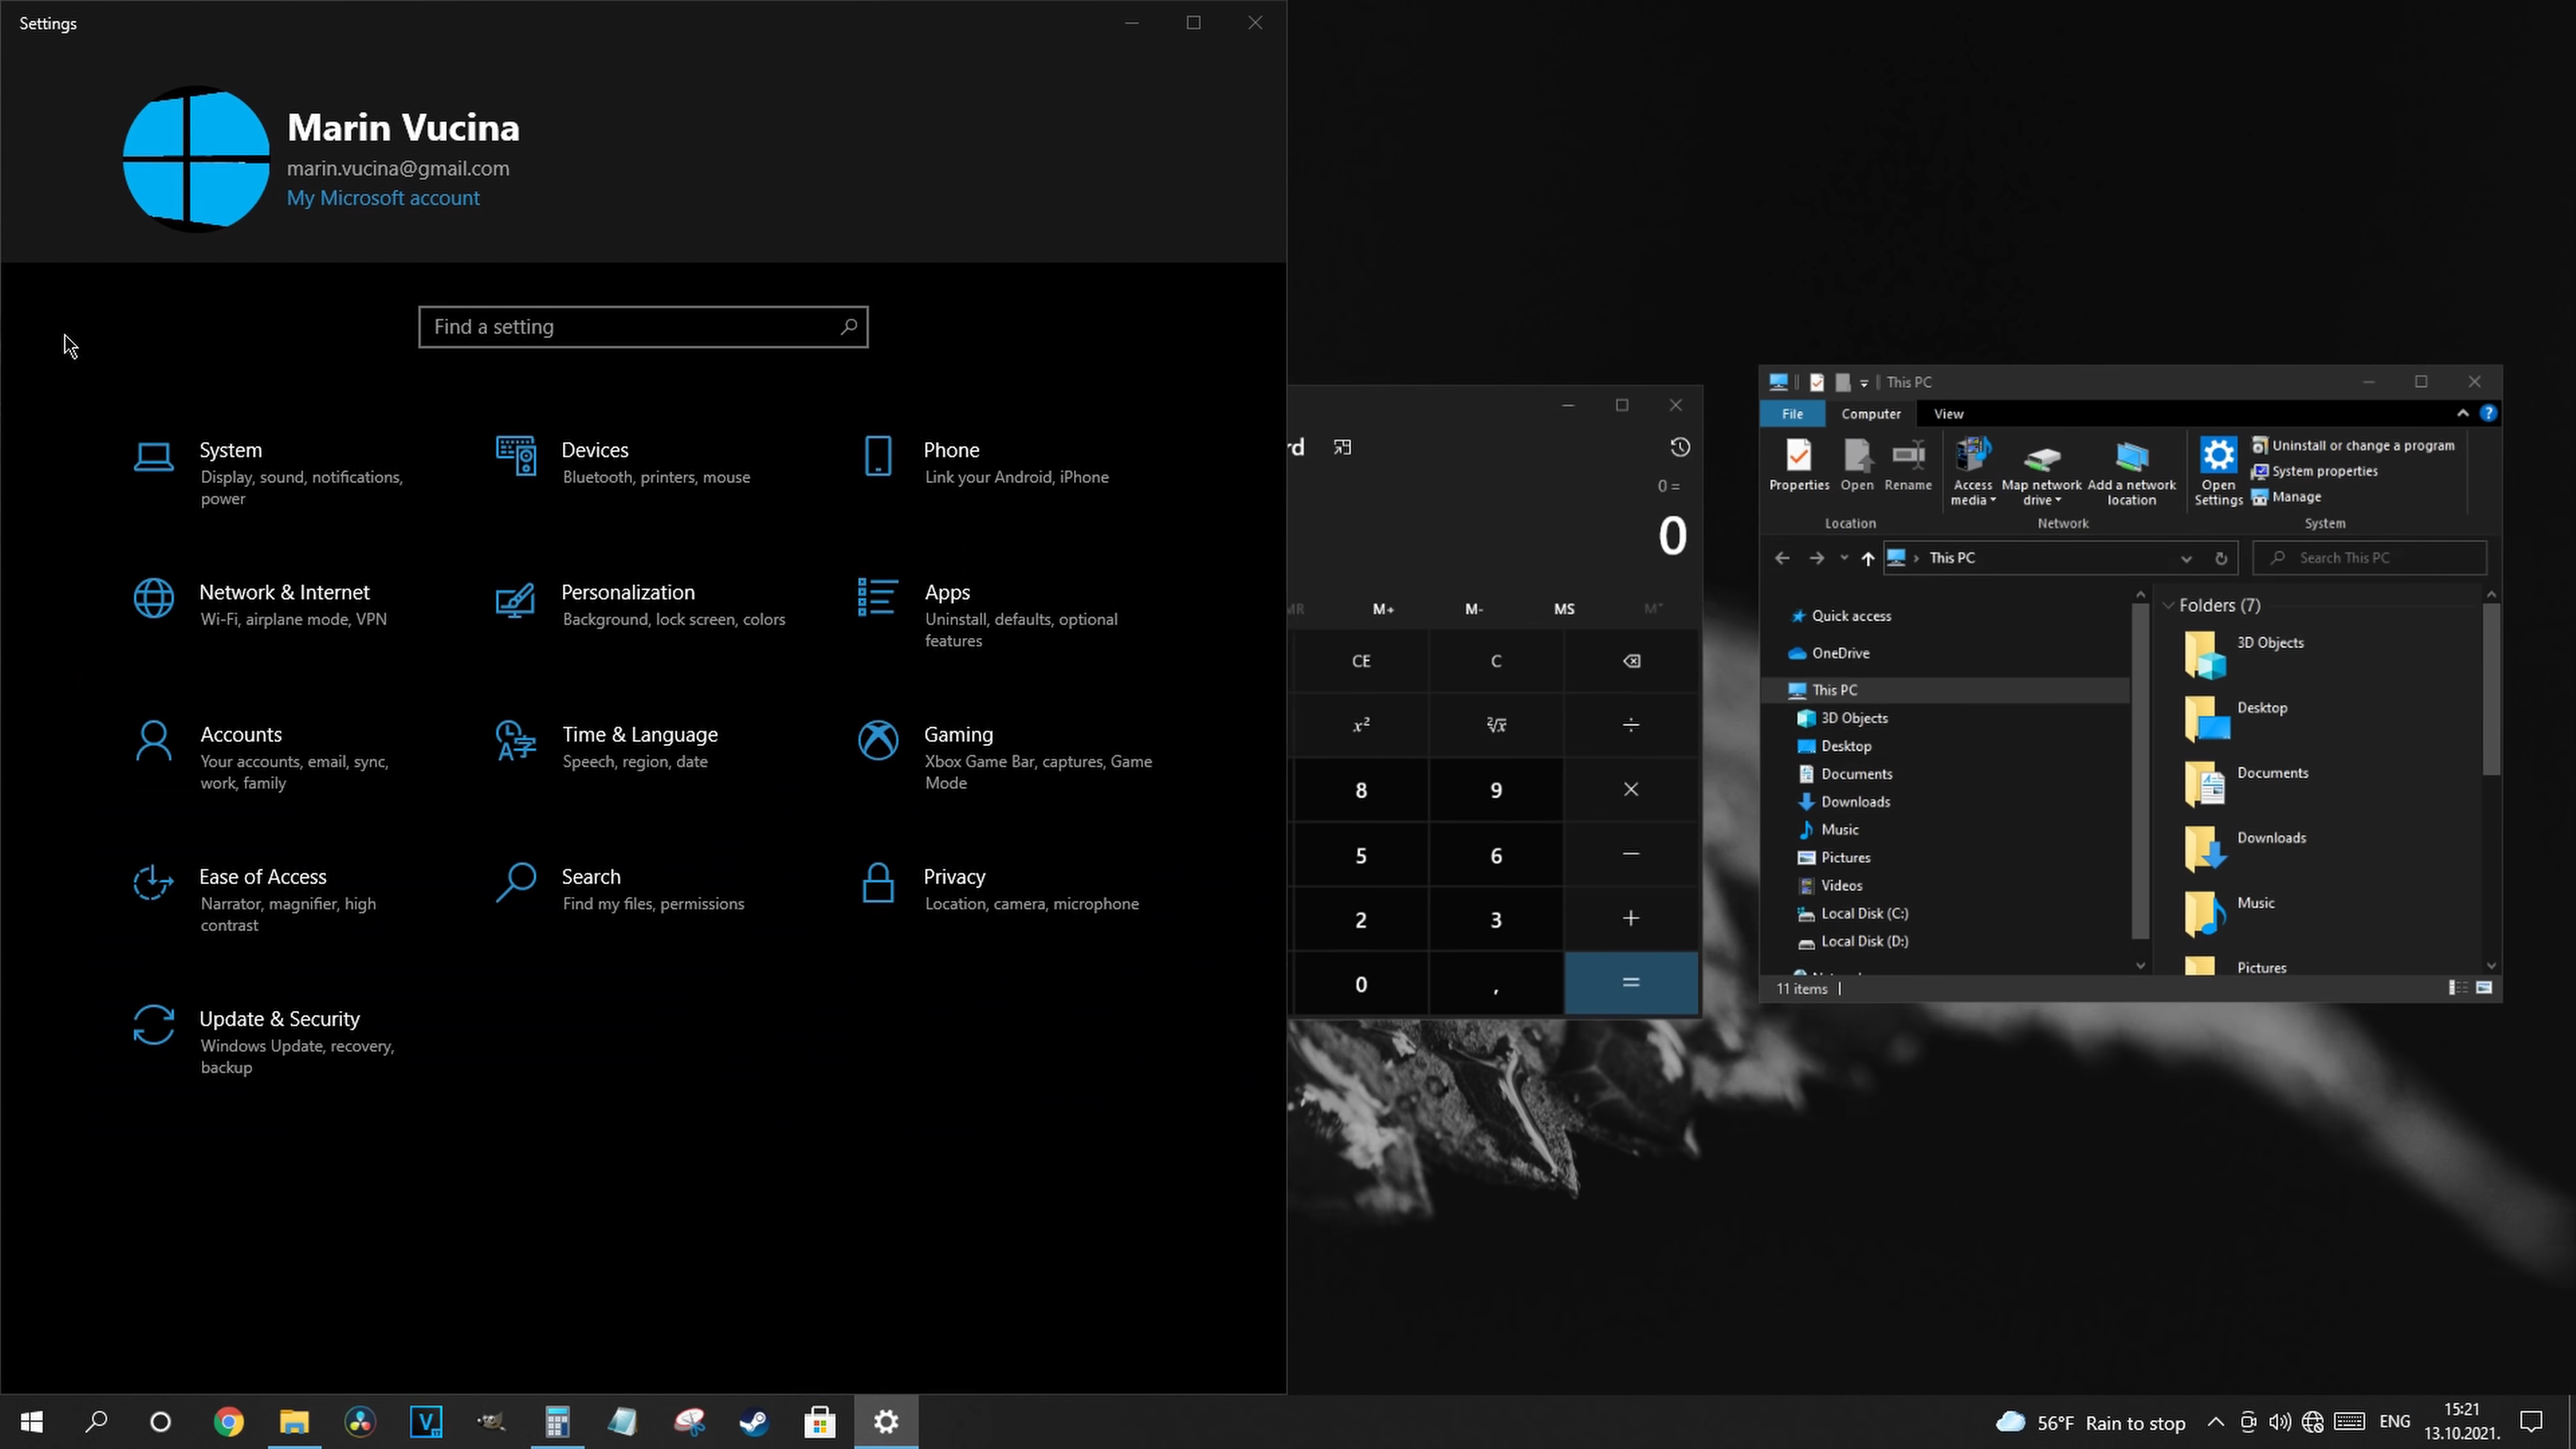 Settings
Marin Vucina
marin.vucina@gmail.com
My Microsoft account
Find a setting
System
Display, sound, notifications,
power
Devices
Bluetooth, printers, mouse
Phone
Link your Android, iPhone
Network & Internet
Wi-Fi, airplane mode, VPN
Personalization
Background, lock screen, colors
Apps
Uninstall, defaults, optional
features
Accounts
Your accounts, email, sync,
work, family
Time & Language
Speech, region, date
Gaming
Xbox Game Bar, captures, Game
Mode
Ease of Access
Narrator, magnifier, high
contrast
Search
Find my files, permissions
Privacy
Location, camera, microphone
Update & Security
Windows Update, recovery,
backup
rd
0 =
0
MR M+ M- MS M˅
CE C
x² ²√x ÷
8 9 ×
5 6 −
2 3 +
0 , =
This PC
File Computer View
Properties Open Rename
Access
media
Map network
drive
Add a network
location
Open
Settings
Uninstall or change a program
System properties
Manage
Location Network System
This PC
Search This PC
Quick access
OneDrive
This PC
3D Objects
Desktop
Documents
Downloads
Music
Pictures
Videos
Local Disk (C:)
Local Disk (D:)
Folders (7)
3D Objects
Desktop
Documents
Downloads
Music
Pictures
11 items
56°F Rain to stop
ENG
15:21
13.10.2021.